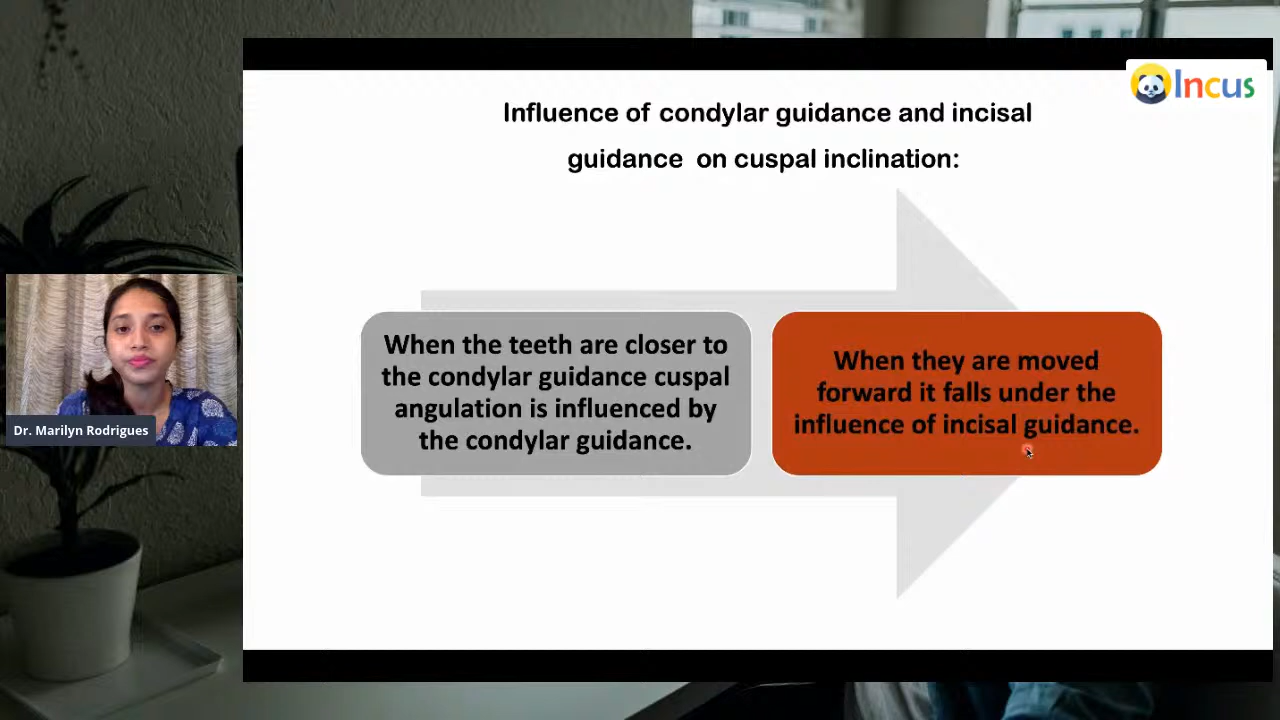 Incus
Influence of condylar guidance and incisal
guidance on cuspal inclination:
When the teeth are closer to
the condylar guidance cuspal
angulation is influenced by
the condylar guidance.
When they are moved
forward it falls under the
influence of incisal guidance.
Dr. Marilyn Rodrigues